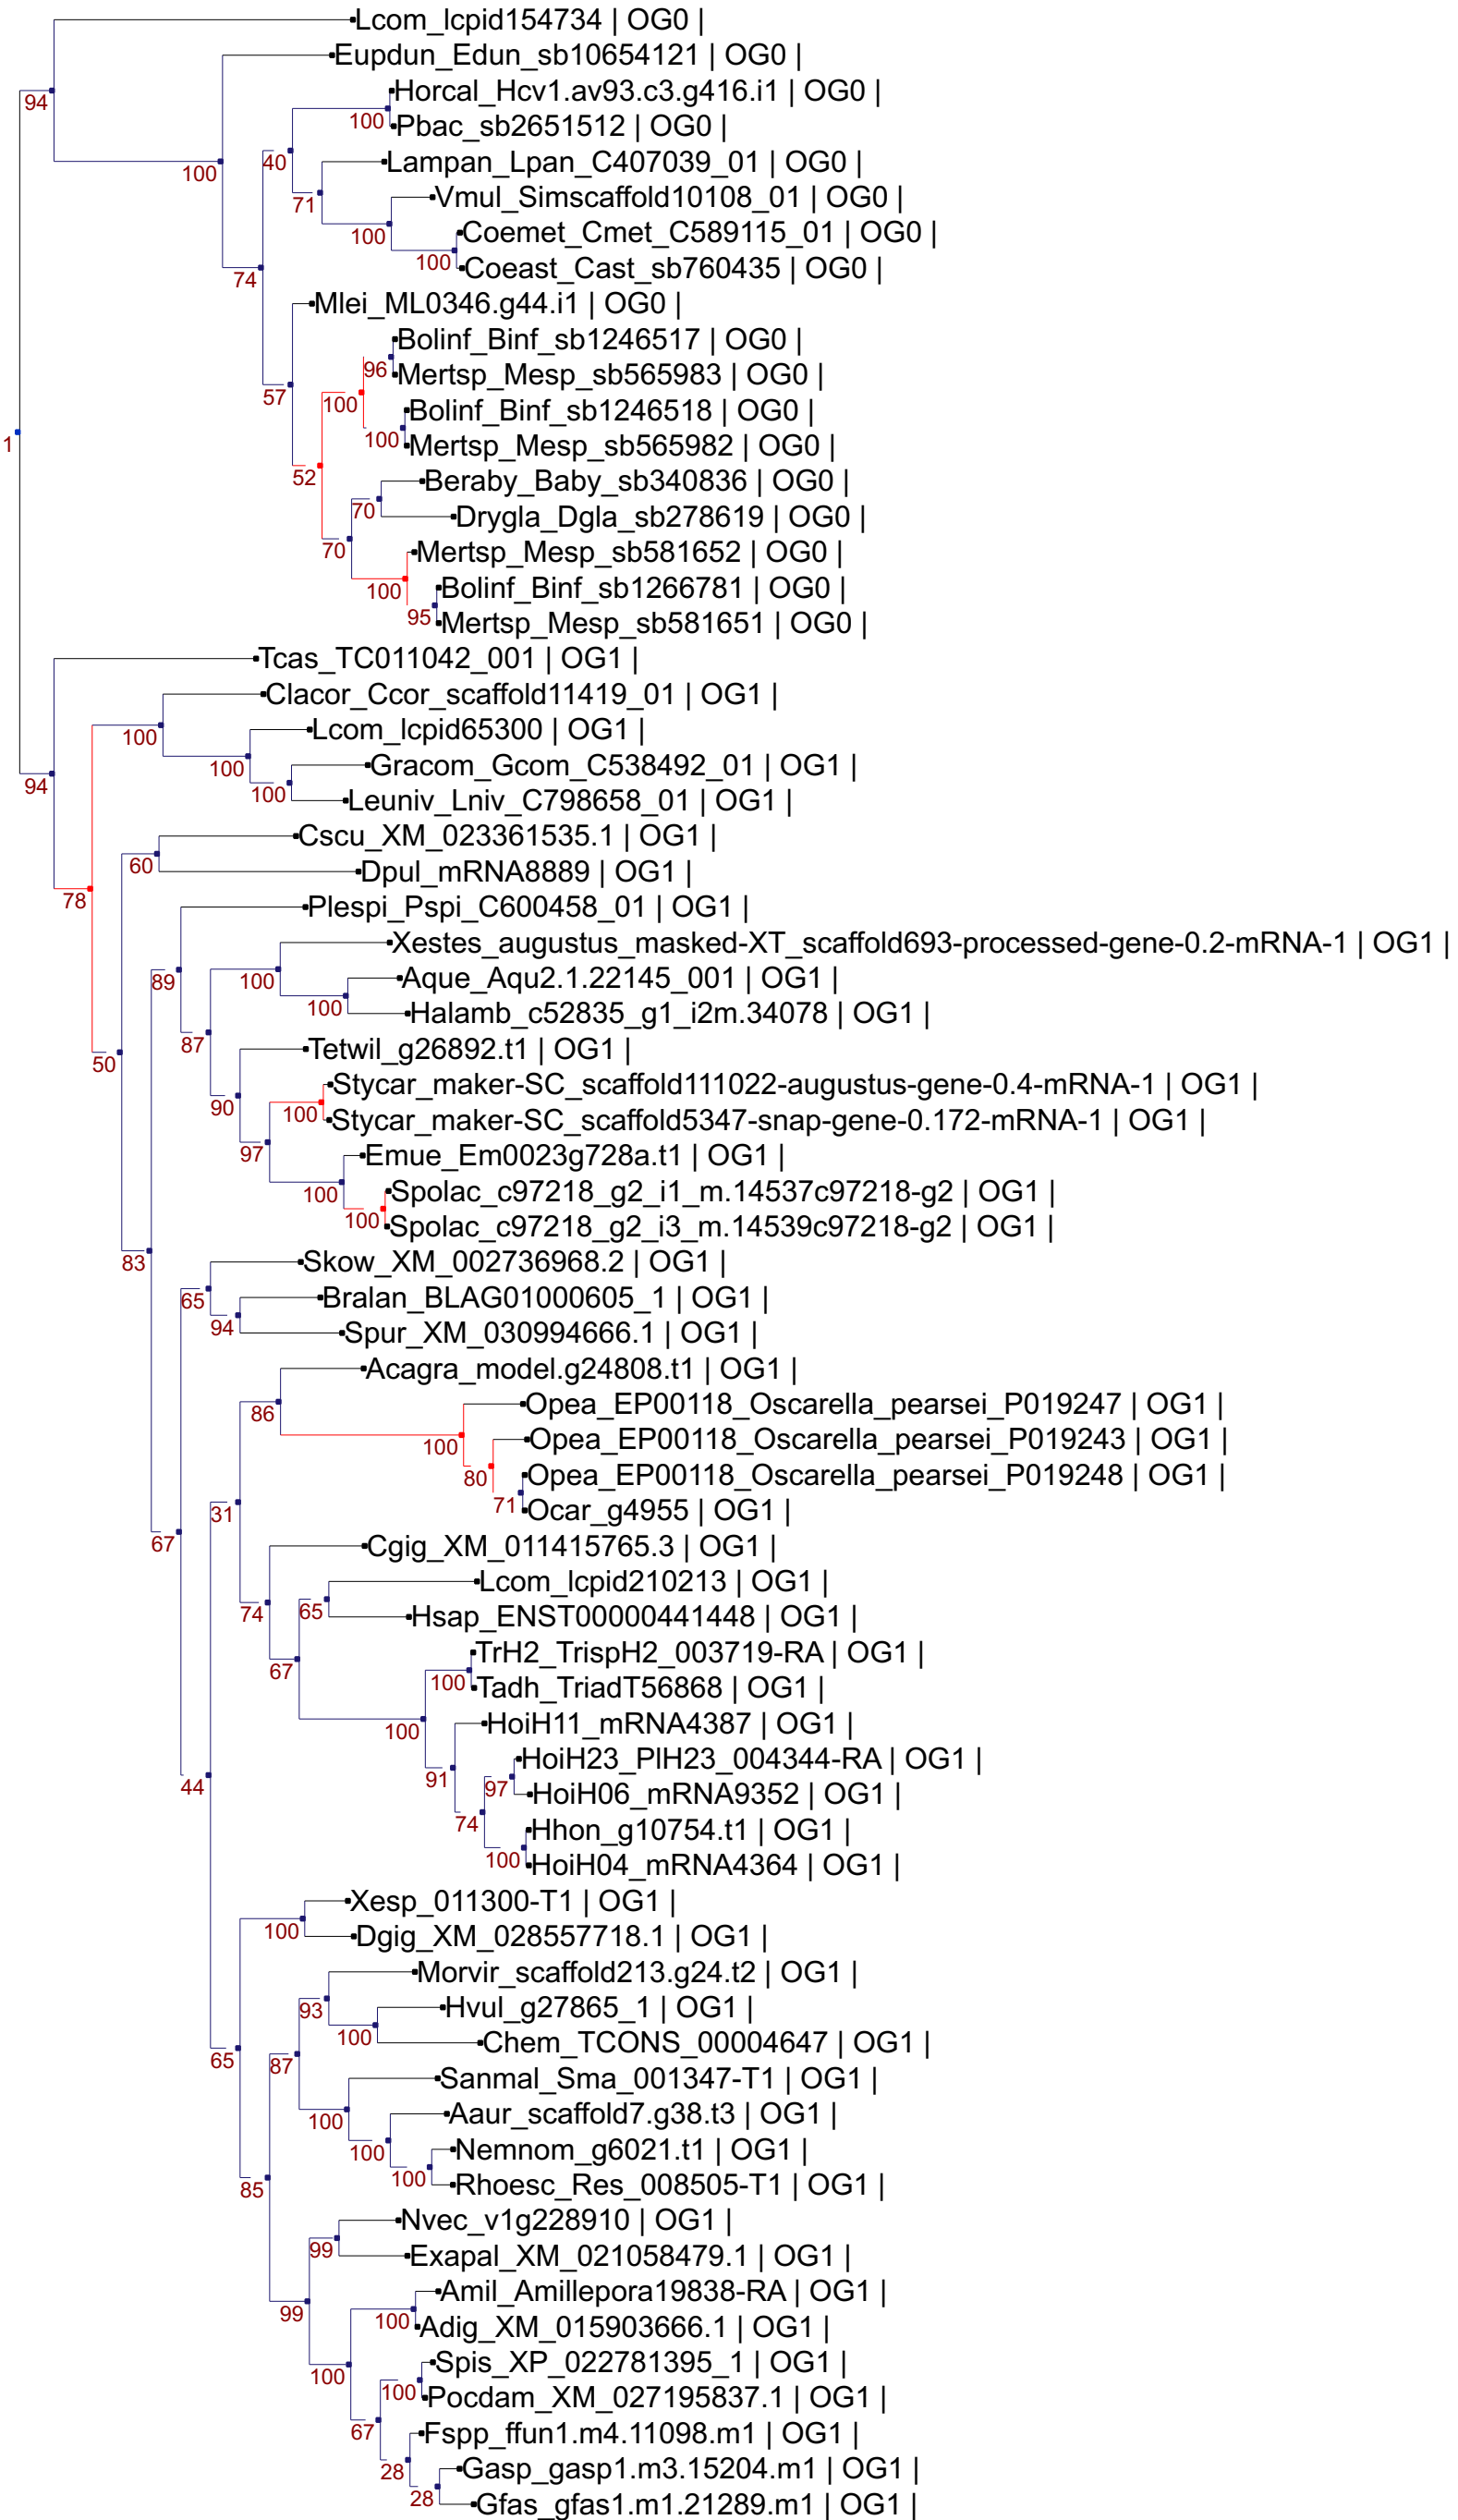 Lcom_lcpid154734 | OG0 |
Eupdun_Edun_sb10654121 | OG0 |
Horcal_Hcv1.av93.c3.g416.i1 | OG0 |
94
100
Pbac_sb2651512 | OG0 |
40
Lampan_Lpan_C407039_01 | OG0 |
100
Vmul_Simscaffold10108_01 | OG0 |
71
Coemet_Cmet_C589115_01 | OG0 |
100
100
Coeast_Cast_sb760435 | OG0 |
74
Mlei_ML0346.g44.i1 | OG0 |
Bolinf_Binf_sb1246517 | OG0 |
96
Mertsp_Mesp_sb565983 | OG0 |
57
100
Bolinf_Binf_sb1246518 | OG0 |
1
100
Mertsp_Mesp_sb565982 | OG0 |
52
Beraby_Baby_sb340836 | OG0 |
70
Drygla_Dgla_sb278619 | OG0 |
70
Mertsp_Mesp_sb581652 | OG0 |
100
Bolinf_Binf_sb1266781 | OG0 |
95
Mertsp_Mesp_sb581651 | OG0 |
Tcas_TC011042_001 | OG1 |
Clacor_Ccor_scaffold11419_01 | OG1 |
Lcom_lcpid65300 | OG1 |
100
Gracom_Gcom_C538492_01 | OG1 |
100
94
100
Leuniv_Lniv_C798658_01 | OG1 |
Cscu_XM_023361535.1 | OG1 |
60
Dpul_mRNA8889 | OG1 |
78
Plespi_Pspi_C600458_01 | OG1 |
Xestes_augustus_masked-XT_scaffold693-processed-gene-0.2-mRNA-1 | OG1 |
89
100
Aque_Aqu2.1.22145_001 | OG1 |
100
Halamb_c52835_g1_i2m.34078 | OG1 |
87
Tetwil_g26892.t1 | OG1 |
50
Stycar_maker-SC_scaffold111022-augustus-gene-0.4-mRNA-1 | OG1 |
90
100
Stycar_maker-SC_scaffold5347-snap-gene-0.172-mRNA-1 | OG1 |
97
Emue_Em0023g728a.t1 | OG1 |
100
Spolac_c97218_g2_i1_m.14537c97218-g2 | OG1 |
100
Spolac_c97218_g2_i3_m.14539c97218-g2 | OG1 |
83
Skow_XM_002736968.2 | OG1 |
65
Bralan_BLAG01000605_1 | OG1 |
94
Spur_XM_030994666.1 | OG1 |
Acagra_model.g24808.t1 | OG1 |
86
Opea_EP00118_Oscarella_pearsei_P019247 | OG1 |
100
Opea_EP00118_Oscarella_pearsei_P019243 | OG1 |
80
Opea_EP00118_Oscarella_pearsei_P019248 | OG1 |
71
31
Ocar_g4955 | OG1 |
67
Cgig_XM_011415765.3 | OG1 |
Lcom_lcpid210213 | OG1 |
74
65
Hsap_ENST00000441448 | OG1 |
TrH2_TrispH2_003719-RA | OG1 |
67
100
Tadh_TriadT56868 | OG1 |
100
HoiH11_mRNA4387 | OG1 |
HoiH23_PlH23_004344-RA | OG1 |
91
44
97
HoiH06_mRNA9352 | OG1 |
74
Hhon_g10754.t1 | OG1 |
100
HoiH04_mRNA4364 | OG1 |
Xesp_011300-T1 | OG1 |
100
Dgig_XM_028557718.1 | OG1 |
Morvir_scaffold213.g24.t2 | OG1 |
93
Hvul_g27865_1 | OG1 |
100
Chem_TCONS_00004647 | OG1 |
65
87
Sanmal_Sma_001347-T1 | OG1 |
100
Aaur_scaffold7.g38.t3 | OG1 |
100
Nemnom_g6021.t1 | OG1 |
100
Rhoesc_Res_008505-T1 | OG1 |
85
Nvec_v1g228910 | OG1 |
99
Exapal_XM_021058479.1 | OG1 |
Amil_Amillepora19838-RA | OG1 |
99
100
Adig_XM_015903666.1 | OG1 |
Spis_XP_022781395_1 | OG1 |
100
100
Pocdam_XM_027195837.1 | OG1 |
67
Fspp_ffun1.m4.11098.m1 | OG1 |
28
Gasp_gasp1.m3.15204.m1 | OG1 |
28
Gfas_gfas1.m1.21289.m1 | OG1 |